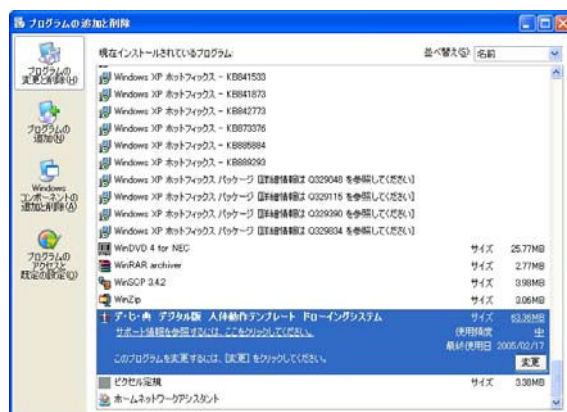 プログラムの追加と削除
プログラムの
変更と削除(H)
プログラムの
追加(N)
Windows
コンポーネントの
追加と削除(A)
プログラムの
アクセスと
既定の設定(O)
現在インストールされているプログラム:
並べ替え(S): 名前
Windows XP ホットフィックス - KB841533
Windows XP ホットフィックス - KB841873
Windows XP ホットフィックス - KB842773
Windows XP ホットフィックス - KB873376
Windows XP ホットフィックス - KB885884
Windows XP ホットフィックス - KB889293
Windows XP ホットフィックス パッケージ [詳細情報は Q329048 を参照してください]
Windows XP ホットフィックス パッケージ [詳細情報は Q329115 を参照してください]
Windows XP ホットフィックス パッケージ [詳細情報は Q329390 を参照してください]
Windows XP ホットフィックス パッケージ [詳細情報は Q329834 を参照してください]
WinDVD 4 for NEC サイズ 25.77MB
WinRAR archiver サイズ 2.77MB
WinSCP 3.4.2 サイズ 3.98MB
WinZip サイズ 3.06MB
デ・じ・典 デジタル版 人体動作テンプレート ドローイングシステム サイズ 63.36MB
サポート情報を参照するには、ここをクリックしてください。 使用頻度 中
最終使用日 2005/02/17
このプログラムを変更するには、[変更] をクリックしてください。 変更
ピクセル定規 サイズ 3.38MB
ホームネットワークアシスタント